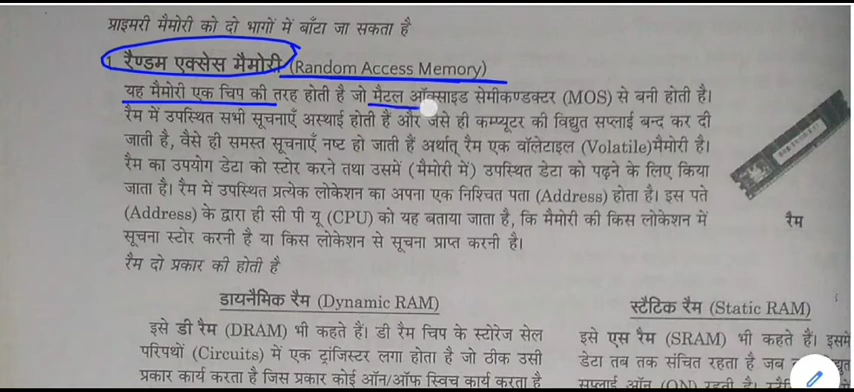 प्राइमरी मैमोरी को दो भागों में बाँटा जा सकता है
1. रैण्डम एक्सेस मैमोरी (Random Access Memory)
यह मैमोरी एक चिप की तरह होती है जो मैटल ऑक्साइड सेमीकण्डक्टर (MOS) से बनी होती है।
रैम में उपस्थित सभी सूचनाएँ अस्थाई होती हैं और जैसे ही कम्प्यूटर की विद्युत सप्लाई बन्द कर दी
जाती है, वैसे ही समस्त सूचनाएँ नष्ट हो जाती हैं अर्थात् रैम एक वॉलेटाइल (Volatile) मैमोरी है।
रैम का उपयोग डेटा को स्टोर करने तथा उसमें (मैमोरी में) उपस्थित डेटा को पढ़ने के लिए किया
जाता है। रैम में उपस्थित प्रत्येक लोकेशन का अपना एक निश्चित पता (Address) होता है। इस पते
(Address) के द्वारा ही सी पी यू (CPU) को यह बताया जाता है, कि मैमोरी की किस लोकेशन में
सूचना स्टोर करनी है या किस लोकेशन से सूचना प्राप्त करनी है।
रैम
रैम दो प्रकार की होती है
डायनैमिक रैम (Dynamic RAM)
इसे डी रैम (DRAM) भी कहते हैं। डी रैम चिप के स्टोरेज सेल
परिपथों (Circuits) में एक ट्रांजिस्टर लगा होता है जो ठीक उसी
प्रकार कार्य करता है जिस प्रकार कोई ऑन/ऑफ स्विच कार्य करता है
स्टैटिक रैम (Static RAM)
इसे एस रैम (SRAM) भी कहते हैं। इसमें
डेटा तब तक संचित रहता है जब
सप्लाई ऑन (ON) रहती है।